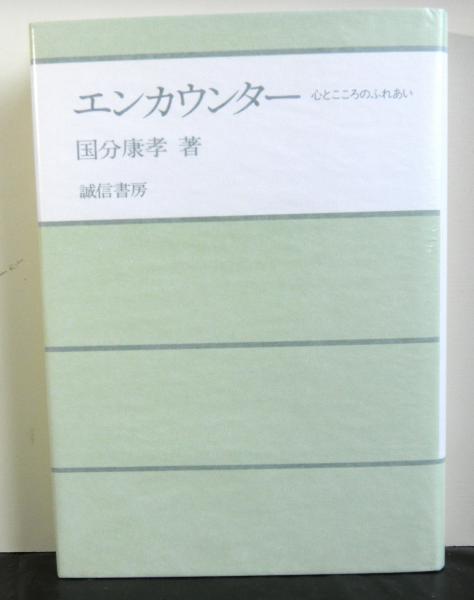 エンカウンター 心とこころのふれあい
国分康孝 著
誠信書房